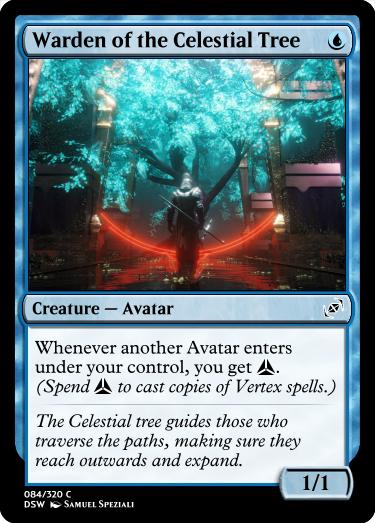 Warden of the Celestial Tree
Creature — Avatar
Whenever another Avatar enters
under your control, you get .
(Spend to cast copies of Vertex spells.)
The Celestial tree guides those who
traverse the paths, making sure they
reach outwards and expand.
1/1
084/320 C
DSW Samuel Speziali